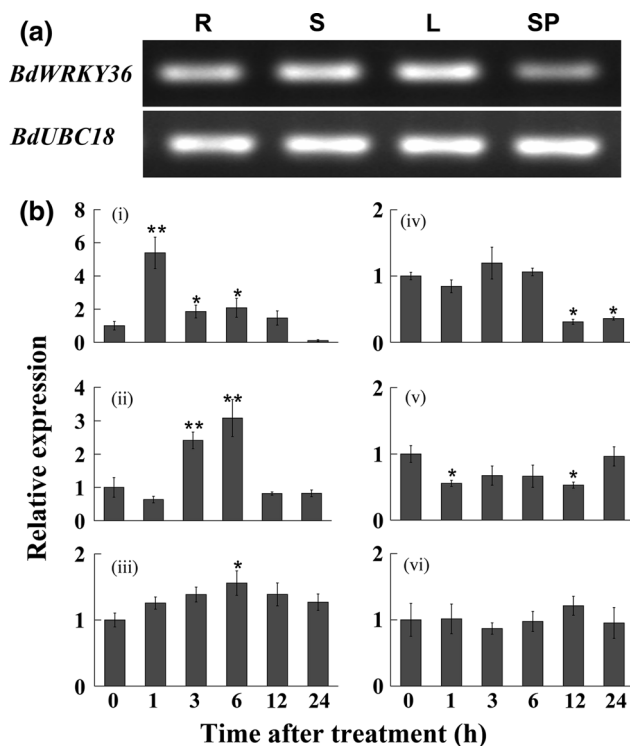 (a)
R S L SP
BdWRKY36
BdUBC18
(b)
Relative expression
(i)
8
6
4
2
0
** * *
(ii)
4
3
2
1
0
** **
(iii)
2
1
0
*
0 1 3 6 12 24
(iv)
2
1
0
* *
(v)
2
1
0
* *
(vi)
2
1
0
0 1 3 6 12 24
Time after treatment (h)